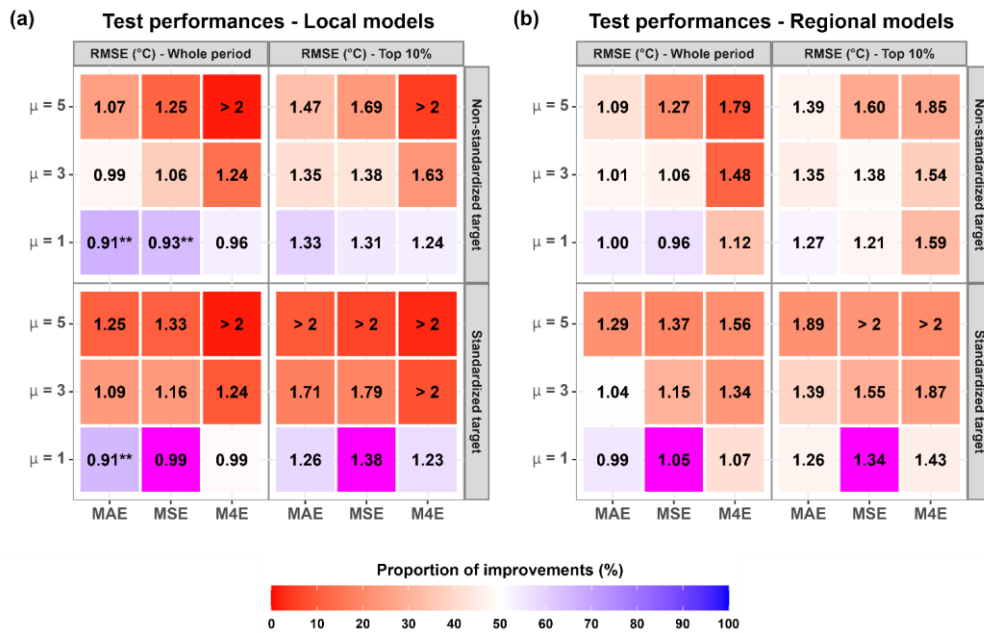 (a) Test performances - Local models
RMSE (°C) - Whole period
RMSE (°C) - Top 10%
μ = 5 1.07 1.25 > 2 1.47 1.69 > 2
μ = 3 0.99 1.06 1.24 1.35 1.38 1.63
μ = 1 0.91** 0.93** 0.96 1.33 1.31 1.24
Non-standardized target
μ = 5 1.25 1.33 > 2 > 2 > 2 > 2
μ = 3 1.09 1.16 1.24 1.71 1.79 > 2
μ = 1 0.91** 0.99 0.99 1.26 1.38 1.23
Standardized target
MAE MSE M4E MAE MSE M4E
(b) Test performances - Regional models
RMSE (°C) - Whole period
RMSE (°C) - Top 10%
μ = 5 1.09 1.27 1.79 1.39 1.60 1.85
μ = 3 1.01 1.06 1.48 1.35 1.38 1.54
μ = 1 1.00 0.96 1.12 1.27 1.21 1.59
Non-standardized target
μ = 5 1.29 1.37 1.56 1.89 > 2 > 2
μ = 3 1.04 1.15 1.34 1.39 1.55 1.87
μ = 1 0.99 1.05 1.07 1.26 1.34 1.43
Standardized target
MAE MSE M4E MAE MSE M4E
Proportion of improvements (%)
0 10 20 30 40 50 60 70 80 90 100